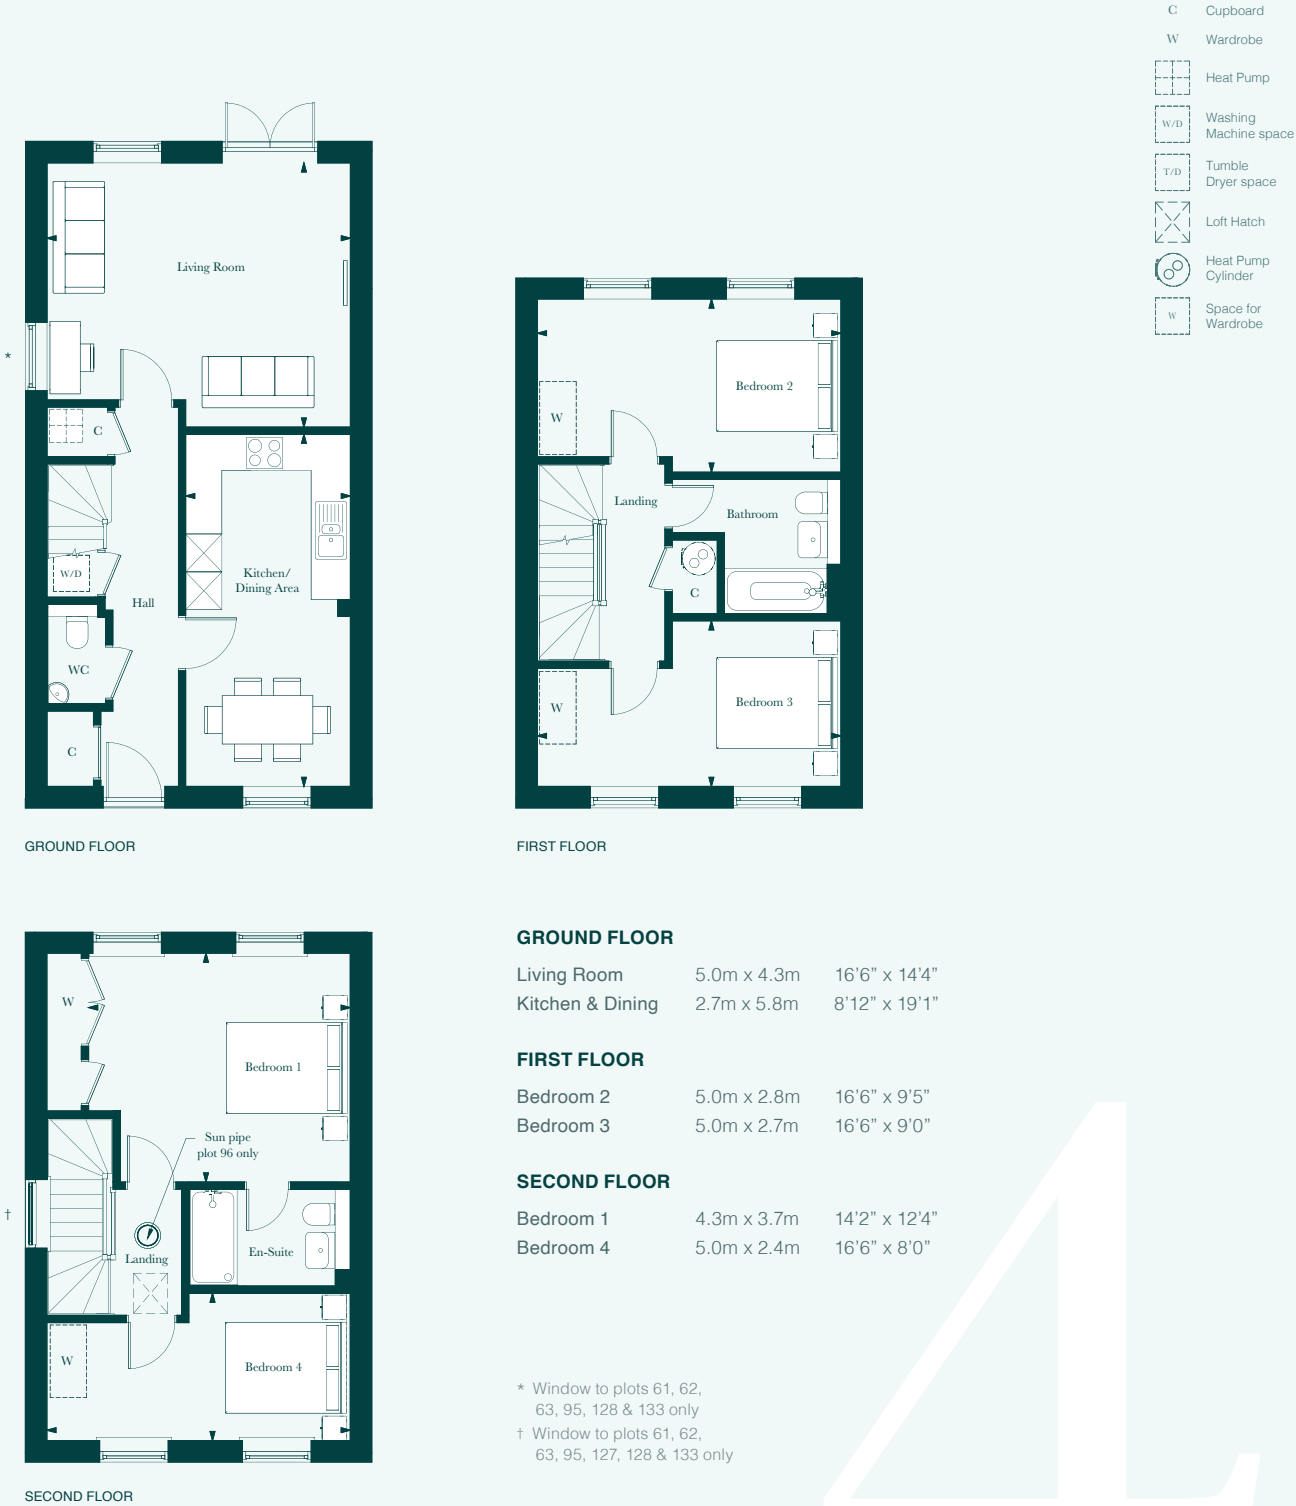 C Cupboard
W Wardrobe
Heat Pump
W/D Washing
Machine space
T/D Tumble
Dryer space
Loft Hatch
Heat Pump
Cylinder
W Space for
Wardrobe
Living Room
*
C
W/D
Kitchen/
Dining Area
Hall
WC
C
GROUND FLOOR
Bedroom 2
W
Landing
Bathroom
C
W
Bedroom 3
FIRST FLOOR
W
Bedroom 1
Sun pipe
plot 96 only
†
Landing
En-Suite
W
Bedroom 4
SECOND FLOOR
GROUND FLOOR
Living Room 5.0m x 4.3m 16’6” x 14’4”
Kitchen & Dining 2.7m x 5.8m 8’12” x 19’1”
FIRST FLOOR
Bedroom 2 5.0m x 2.8m 16’6” x 9’5”
Bedroom 3 5.0m x 2.7m 16’6” x 9’0”
SECOND FLOOR
Bedroom 1 4.3m x 3.7m 14’2” x 12’4”
Bedroom 4 5.0m x 2.4m 16’6” x 8’0”
* Window to plots 61, 62,
63, 95, 128 & 133 only
† Window to plots 61, 62,
63, 95, 127, 128 & 133 only
4